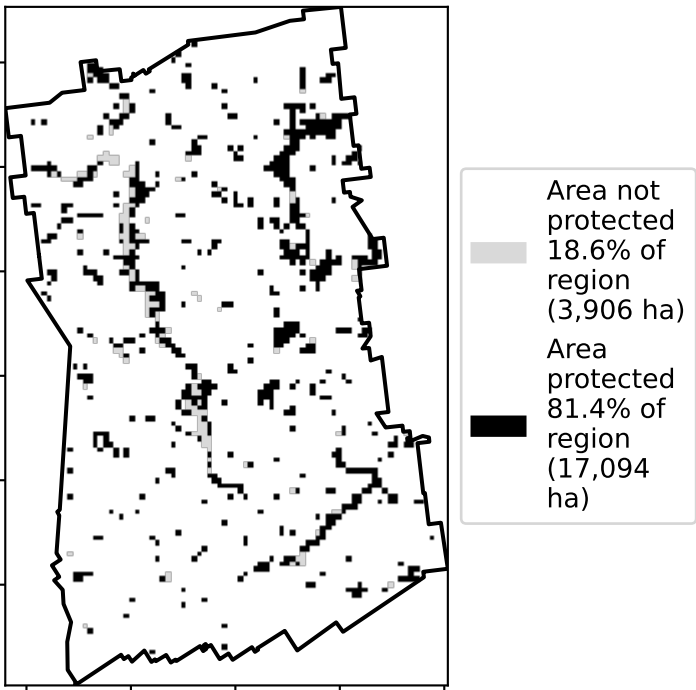 Area not
protected
18.6% of
region
(3,906 ha)
Area
protected
81.4% of
region
(17,094
ha)